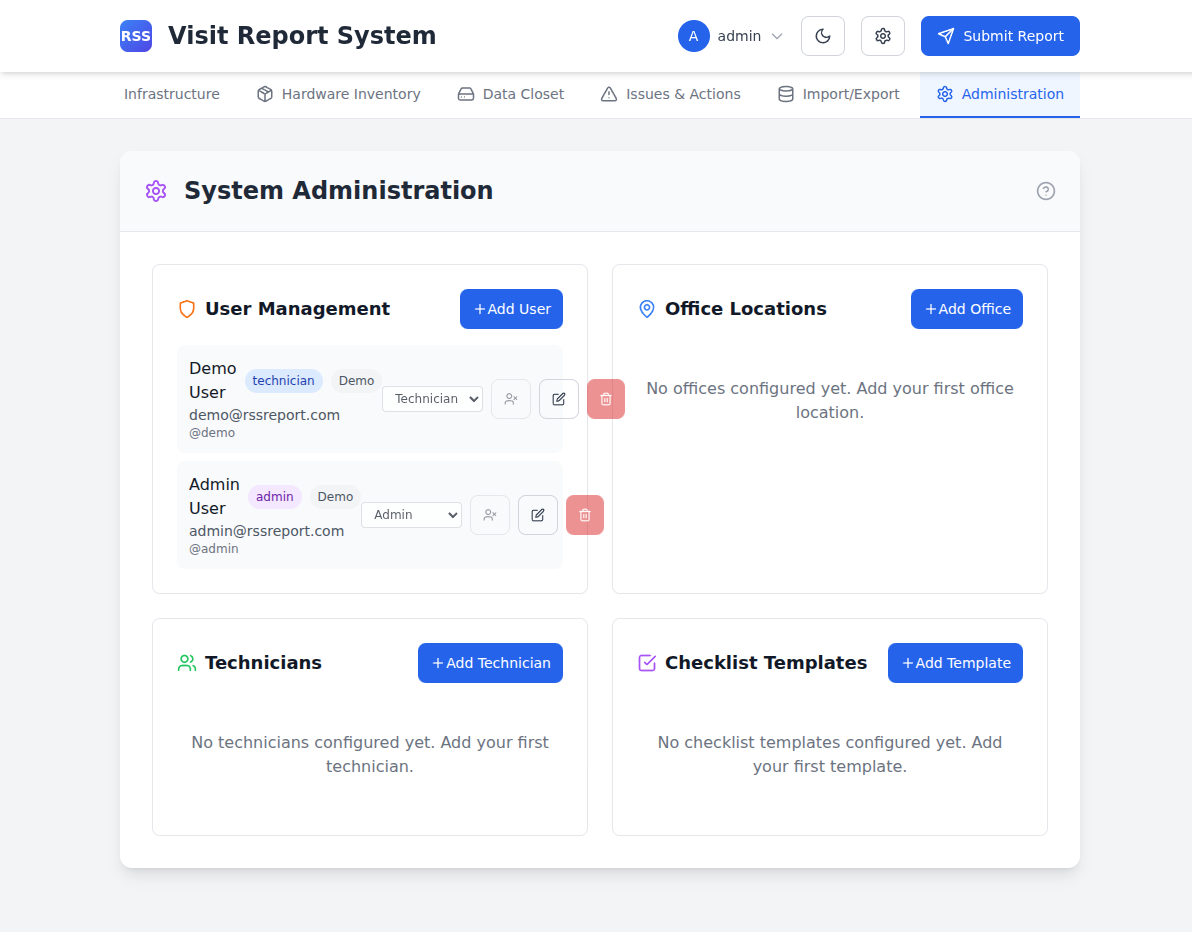 RSS
Visit Report System
A
admin
Submit Report
Infrastructure
Hardware Inventory
Data Closet
Issues & Actions
Import/Export
Administration
System Administration
User Management
+Add User
Demo
User
technician
Demo
demo@rssreport.com
@demo
Technician
Admin
User
admin
Demo
admin@rssreport.com
@admin
Admin
Office Locations
+Add Office
No offices configured yet. Add your first office
location.
Technicians
+Add Technician
No technicians configured yet. Add your first
technician.
Checklist Templates
+Add Template
No checklist templates configured yet. Add
your first template.